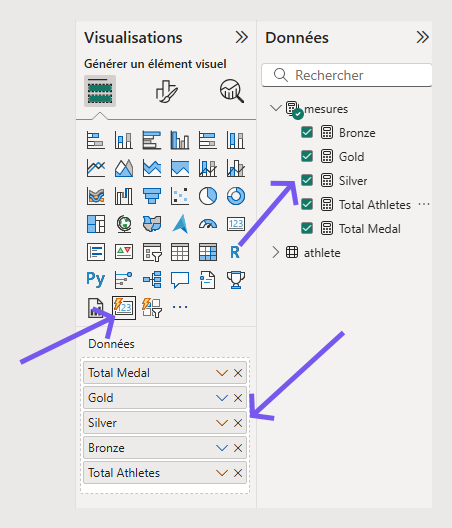 Visualisations
Générer un élément visuel
123
R
Py
123
Données
Total Medal
Gold
Silver
Bronze
Total Athletes
Données
Rechercher
mesures
Bronze
Gold
Silver
Total Athletes
Total Medal
athlete